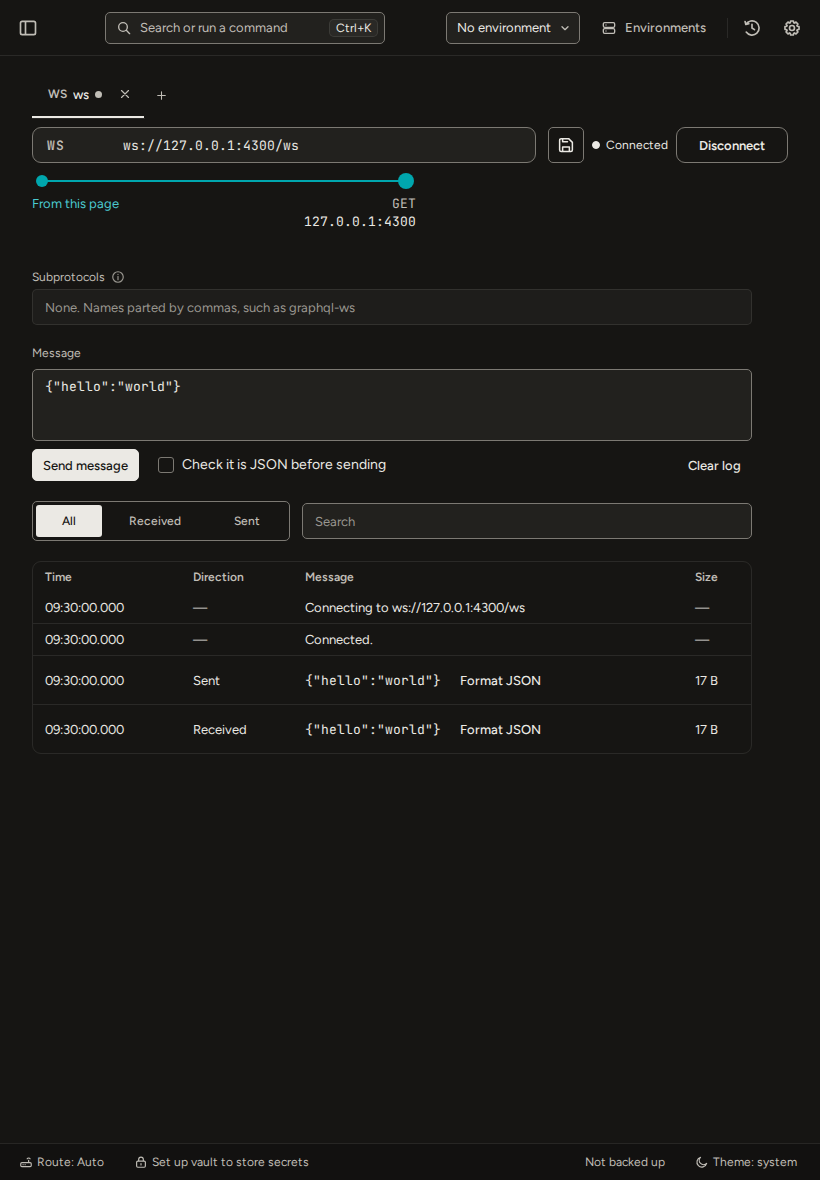 Search or run a command Ctrl+K No environment Environments
WS ws
WS ws://127.0.0.1:4300/ws Connected Disconnect
From this page GET
127.0.0.1:4300
Subprotocols
None. Names parted by commas, such as graphql-ws
Message
{"hello":"world"}
Send message Check it is JSON before sending Clear log
All Received Sent Search
Time Direction Message Size
09:30:00.000 — Connecting to ws://127.0.0.1:4300/ws —
09:30:00.000 — Connected. —
09:30:00.000 Sent {"hello":"world"} Format JSON 17 B
09:30:00.000 Received {"hello":"world"} Format JSON 17 B
Route: Auto Set up vault to store secrets Not backed up Theme: system